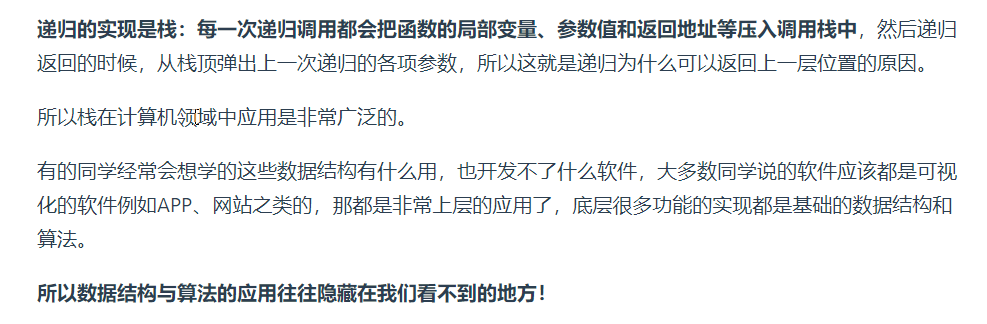 递归的实现是栈：每一次递归调用都会把函数的局部变量、参数值和返回地址等压入调用栈中，然后递归
返回的时候，从栈顶弹出上一次递归的各项参数，所以这就是递归为什么可以返回上一层位置的原因。
所以栈在计算机领域中应用是非常广泛的。
有的同学经常会想学的这些数据结构有什么用，也开发不了什么软件，大多数同学说的软件应该都是可视
化的软件例如APP、网站之类的，那都是非常上层的应用了，底层很多功能的实现都是基础的数据结构和
算法。
所以数据结构与算法的应用往往隐藏在我们看不到的地方！